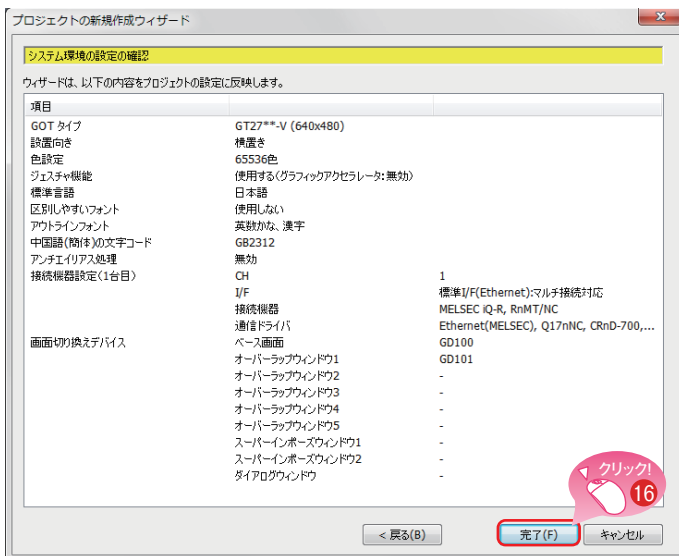 プロジェクトの新規作成ウィザード
システム環境の設定の確認
ウィザードは、以下の内容をプロジェクトの設定に反映します。
項目
GOT タイプ GT27**-V (640x480)
設置向き 横置き
色設定 65536色
ジェスチャ機能 使用する(グラフィックアクセラレータ:無効)
標準言語 日本語
区別しやすいフォント 使用しない
アウトラインフォント 英数かな、漢字
中国語(簡体)の文字コード GB2312
アンチエイリアス処理 無効
接続機器設定(1台目) CH 1
I/F 標準I/F(Ethernet):マルチ接続対応
接続機器 MELSEC iQ-R, RnMT/NC
通信ドライバ Ethernet(MELSEC), Q17nNC, CRnD-700,...
画面切り換えデバイス ベース画面 GD100
オーバーラップウィンドウ1 GD101
オーバーラップウィンドウ2 -
オーバーラップウィンドウ3 -
オーバーラップウィンドウ4 -
オーバーラップウィンドウ5 -
スーパーインポーズウィンドウ1 -
スーパーインポーズウィンドウ2 -
ダイアログウィンドウ -
クリック!
16
< 戻る(B) 完了(F) キャンセル